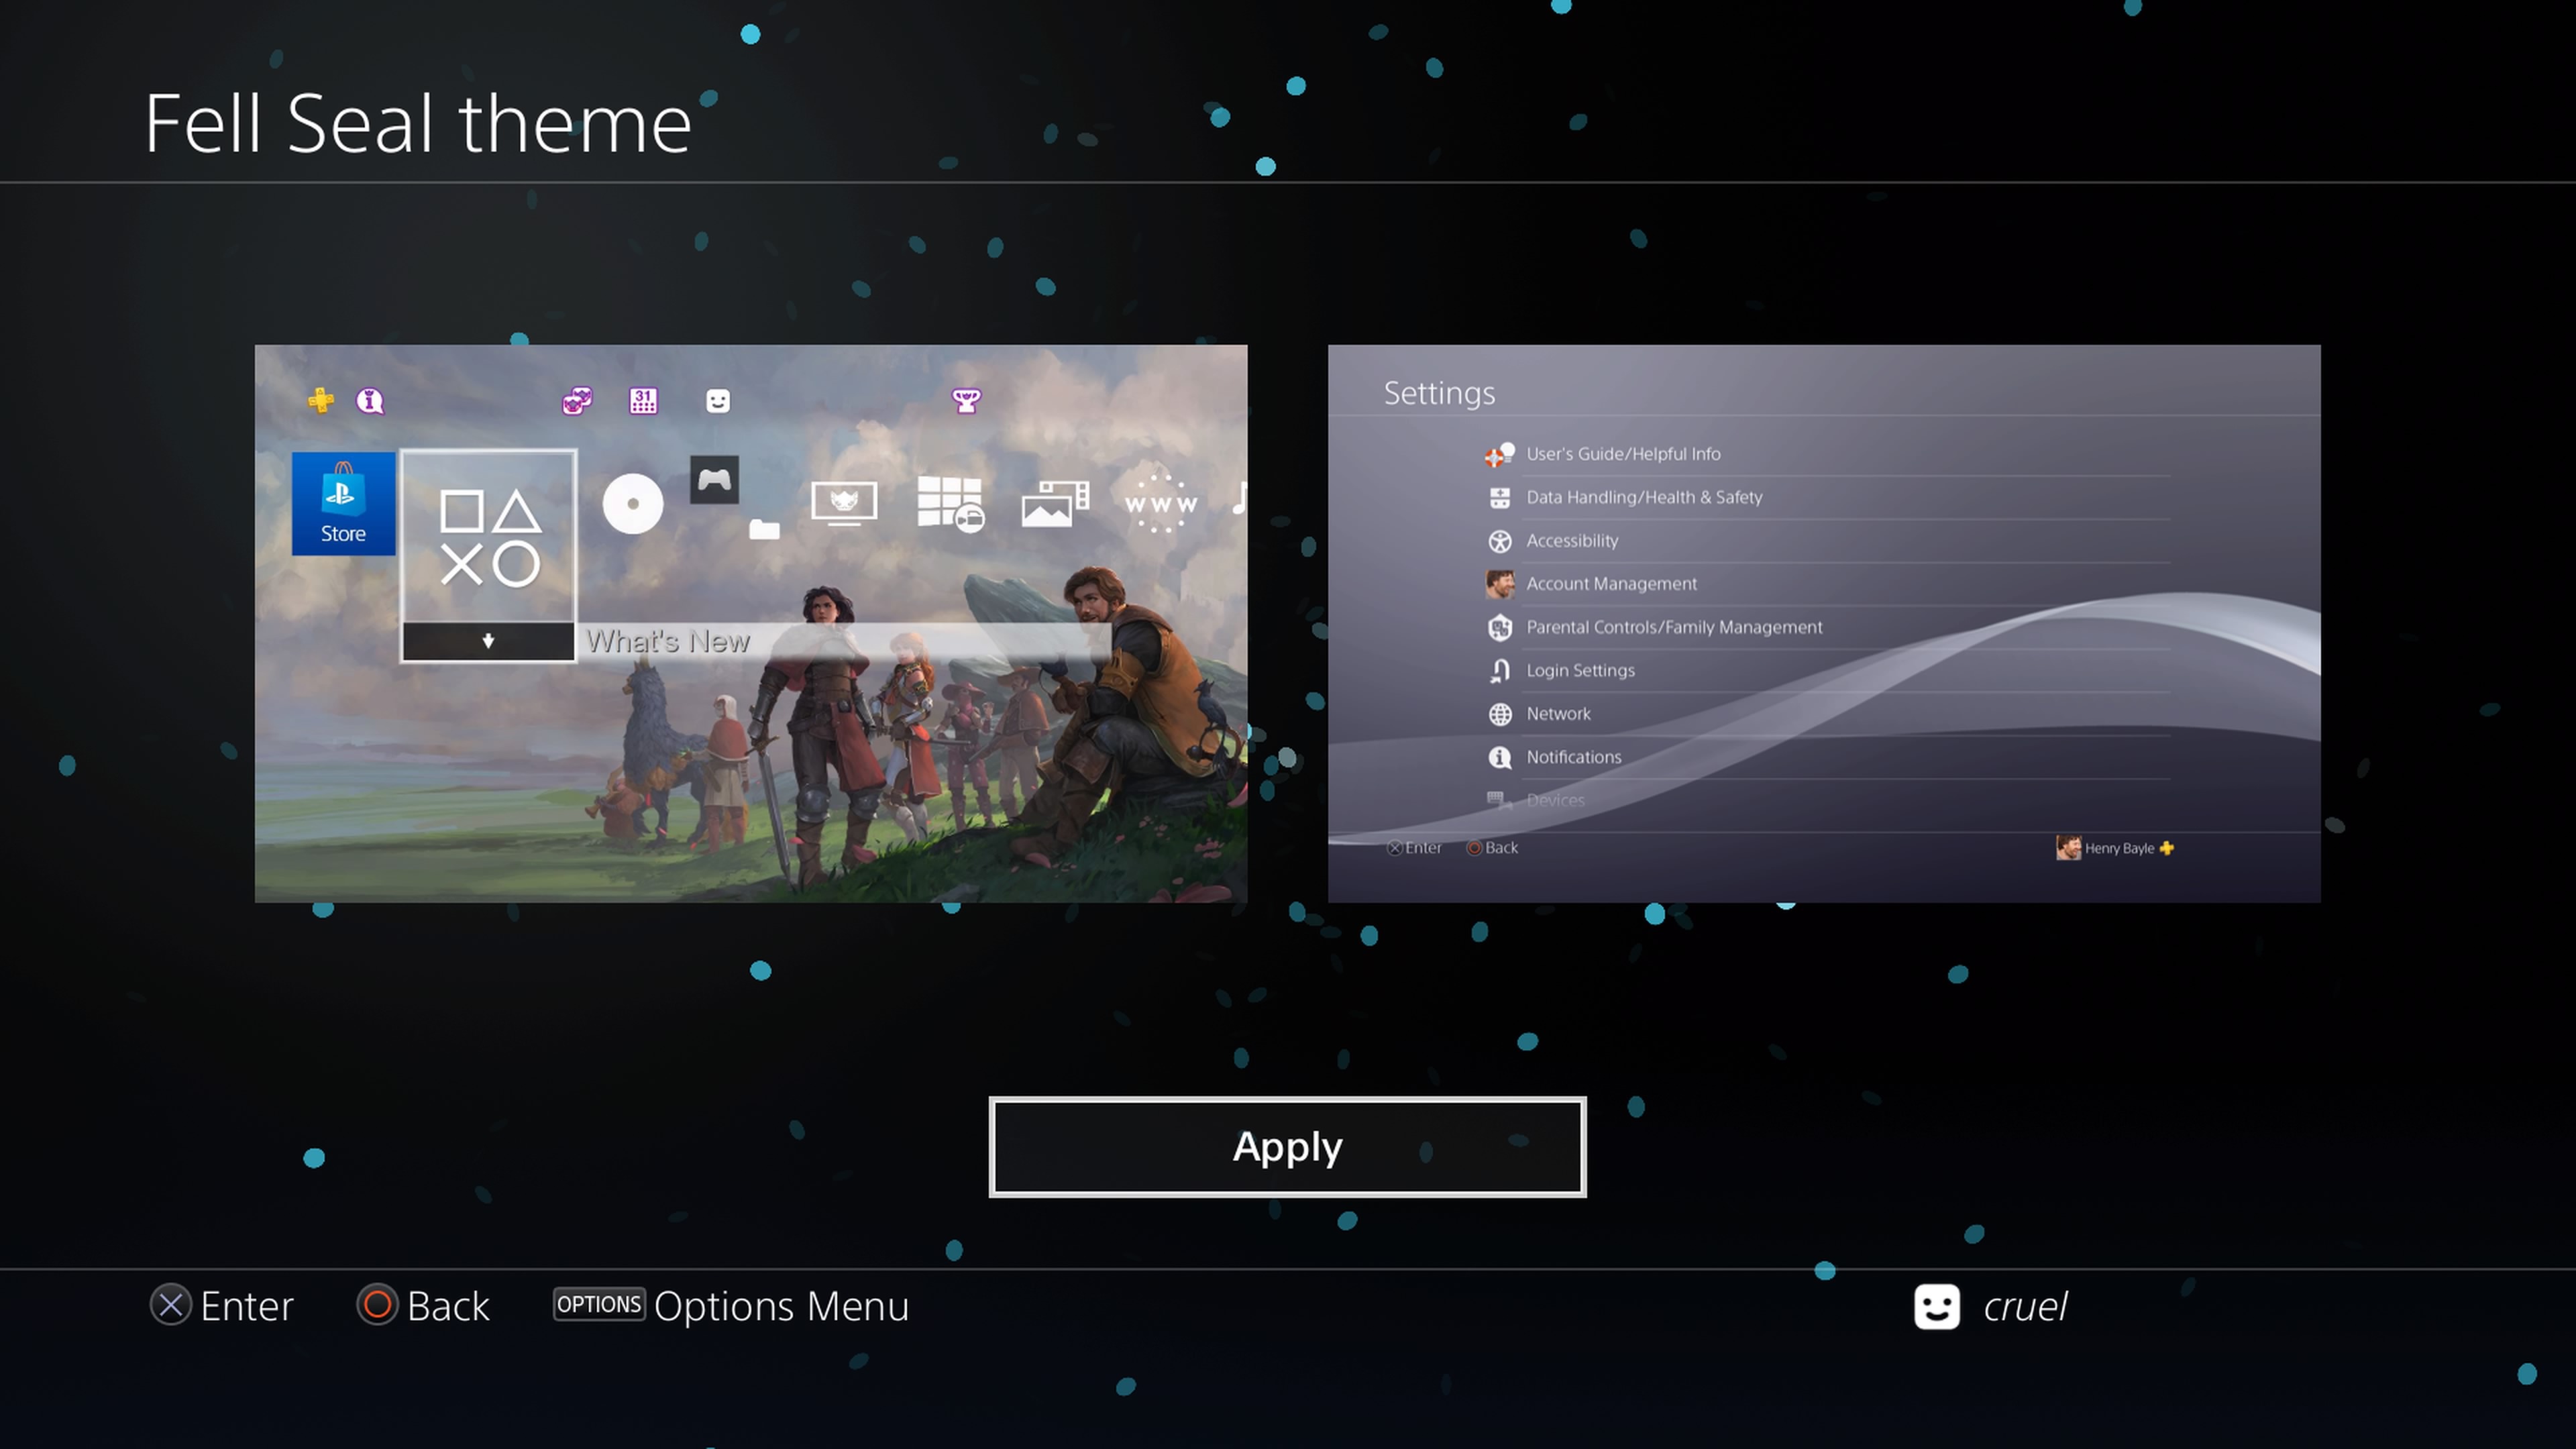 Fell Seal theme
31
Store
WWW
What's New
Settings
User's Guide/Helpful Info
Data Handling/Health & Safety
Accessibility
Account Management
Parental Controls/Family Management
Login Settings
Network
Notifications
Devices
Enter Back
Henry Bayle
Apply
Enter Back OPTIONS Options Menu
cruel